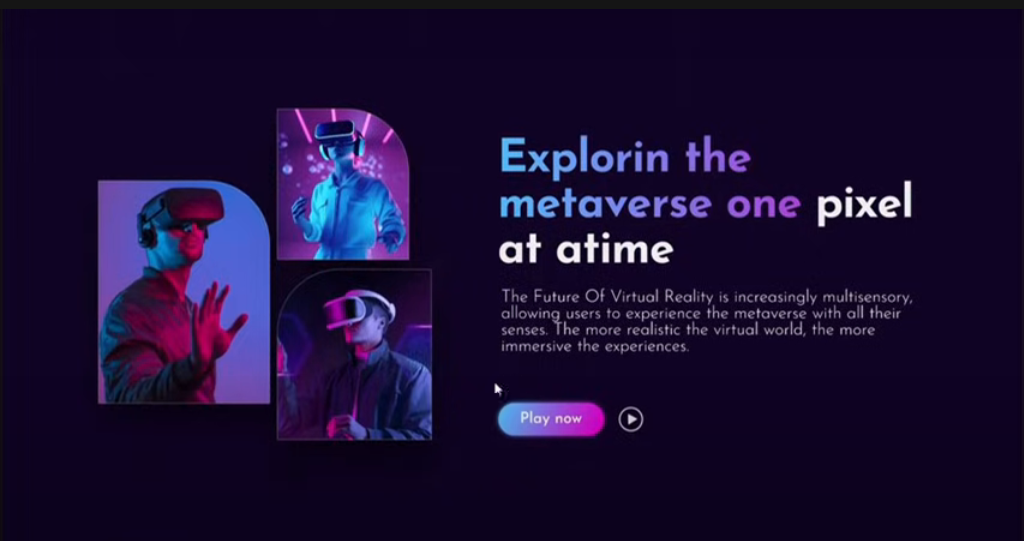 Explorin the
metaverse one pixel
at atime
The Future Of Virtual Reality is increasingly multisensory,
allowing users to experience the metaverse with all their
senses. The more realistic the virtual world, the more
immersive the experiences.
Play now